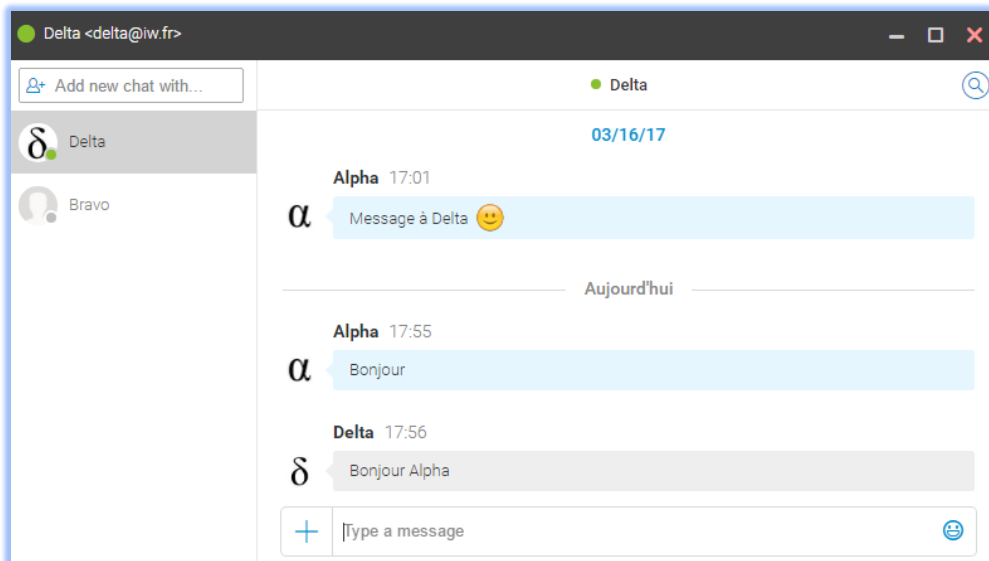 Delta <delta@iw.fr>
Add new chat with...
Delta
Bravo
Delta
03/16/17
Alpha 17:01
α
Message à Delta
Aujourd'hui
Alpha 17:55
α
Bonjour
Delta 17:56
δ
Bonjour Alpha
Type a message